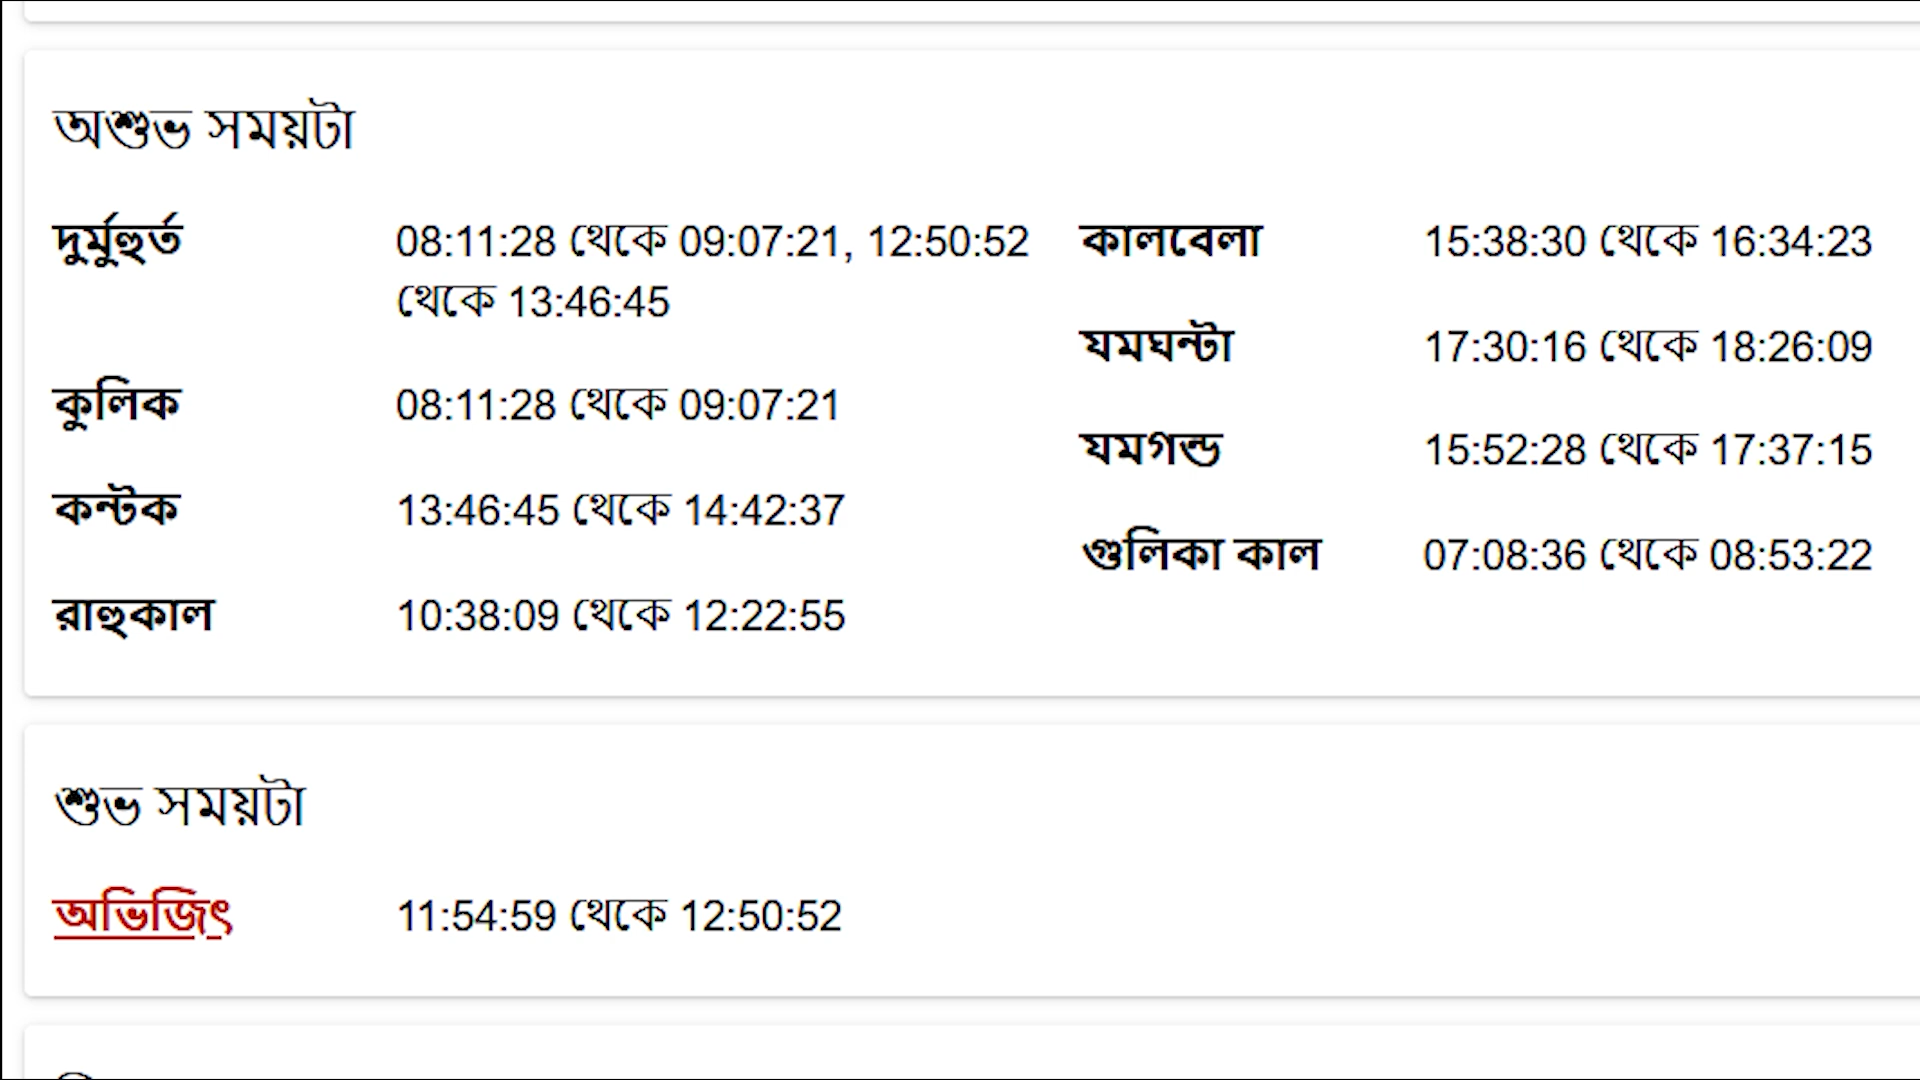 অশুভ সময়টা
দুর্মুহুর্ত 08:11:28 থেকে 09:07:21, 12:50:52
থেকে 13:46:45
কুলিক 08:11:28 থেকে 09:07:21
কন্টক 13:46:45 থেকে 14:42:37
রাহুকাল 10:38:09 থেকে 12:22:55
কালবেলা 15:38:30 থেকে 16:34:23
যমঘন্টা 17:30:16 থেকে 18:26:09
যমগন্ড 15:52:28 থেকে 17:37:15
গুলিকা কাল 07:08:36 থেকে 08:53:22
শুভ সময়টা
অভিজিৎ 11:54:59 থেকে 12:50:52